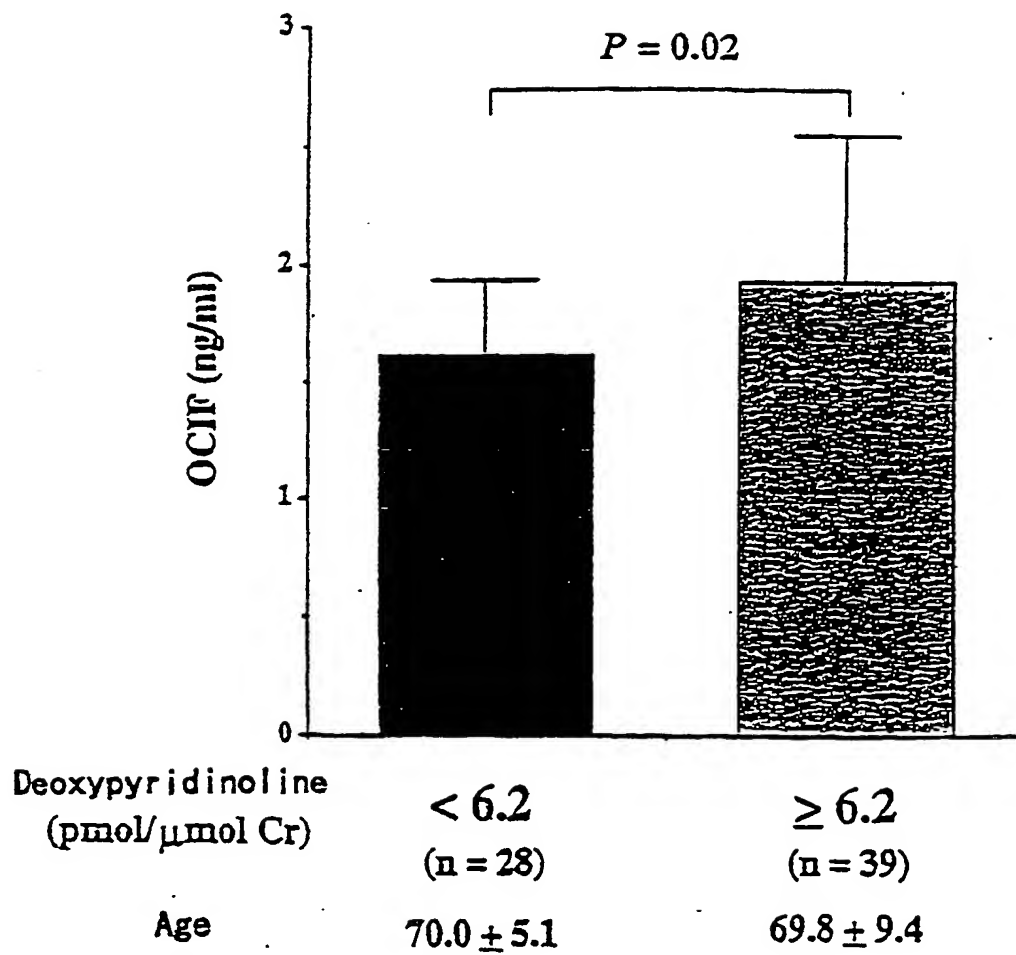 3
P = 0.02
2
OCIF (ng/ml)
1
0
Deoxypyridinoline
(pmol/μmol Cr)
< 6.2
≥ 6.2
(n = 28)
(n = 39)
Age
70.0 ± 5.1
69.8 ± 9.4